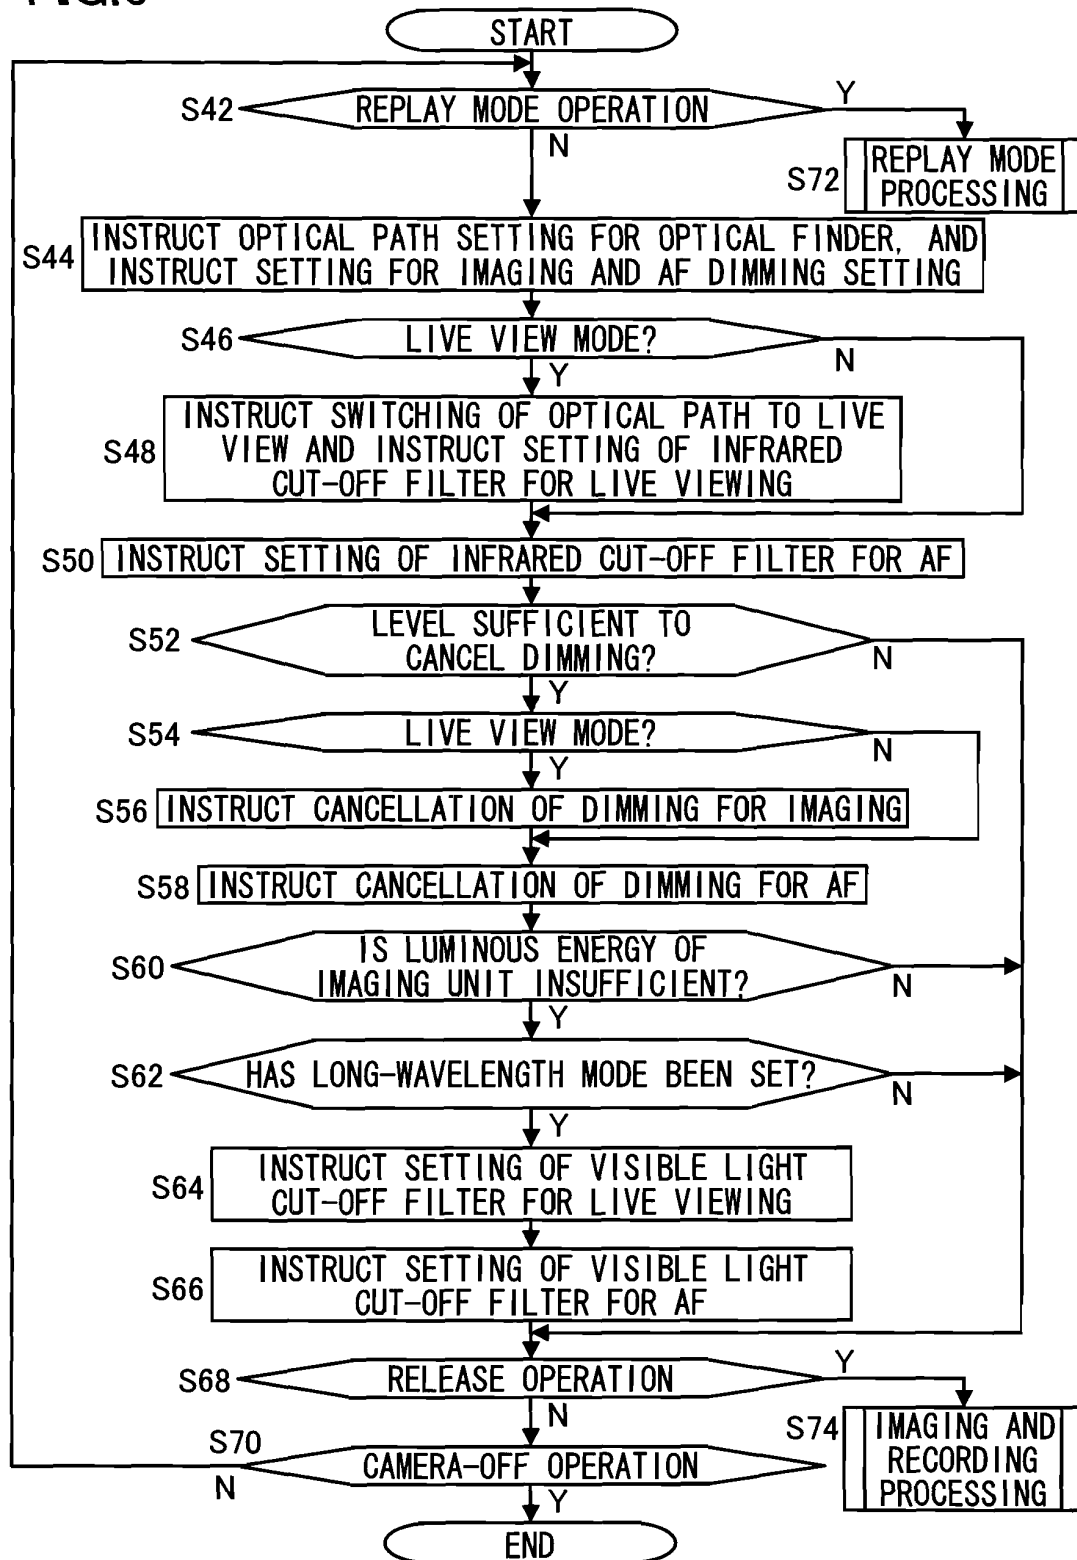 START
S42
REPLAY MODE OPERATION
Y
N
S72
REPLAY MODE
PROCESSING
S44
INSTRUCT OPTICAL PATH SETTING FOR OPTICAL FINDER, AND
INSTRUCT SETTING FOR IMAGING AND AF DIMMING SETTING
S46
LIVE VIEW MODE?
N
Y
S48
INSTRUCT SWITCHING OF OPTICAL PATH TO LIVE
VIEW AND INSTRUCT SETTING OF INFRARED
CUT-OFF FILTER FOR LIVE VIEWING
S50
INSTRUCT SETTING OF INFRARED CUT-OFF FILTER FOR AF
S52
LEVEL SUFFICIENT TO
CANCEL DIMMING?
N
Y
S54
LIVE VIEW MODE?
N
Y
S56
INSTRUCT CANCELLATION OF DIMMING FOR IMAGING
S58
INSTRUCT CANCELLATION OF DIMMING FOR AF
S60
IS LUMINOUS ENERGY OF
IMAGING UNIT INSUFFICIENT?
N
Y
S62
HAS LONG-WAVELENGTH MODE BEEN SET?
N
Y
S64
INSTRUCT SETTING OF VISIBLE LIGHT
CUT-OFF FILTER FOR LIVE VIEWING
S66
INSTRUCT SETTING OF VISIBLE LIGHT
CUT-OFF FILTER FOR AF
S68
RELEASE OPERATION
Y
N
S74
IMAGING AND
RECORDING
PROCESSING
S70
CAMERA-OFF OPERATION
N
Y
END